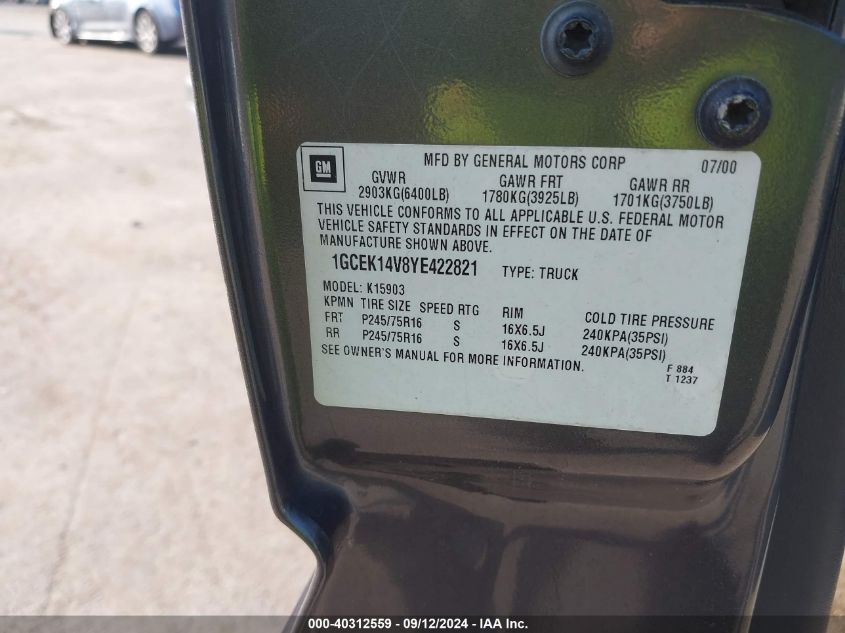 GM
MFD BY GENERAL MOTORS CORP 07/00
GVWR GAWR FRT GAWR RR
2903KG(6400LB) 1780KG(3925LB) 1701KG(3750LB)
THIS VEHICLE CONFORMS TO ALL APPLICABLE U.S. FEDERAL MOTOR
VEHICLE SAFETY STANDARDS IN EFFECT ON THE DATE OF
MANUFACTURE SHOWN ABOVE.
1GCEK14V8YE422821 TYPE: TRUCK
MODEL: K15903
KPMN TIRE SIZE SPEED RTG RIM COLD TIRE PRESSURE
FRT P245/75R16 S 16X6.5J 240KPA(35PSI)
RR P245/75R16 S 16X6.5J 240KPA(35PSI)
SEE OWNER'S MANUAL FOR MORE INFORMATION.
F 884
T 1237
000-40312559 - 09/12/2024 - IAA Inc.